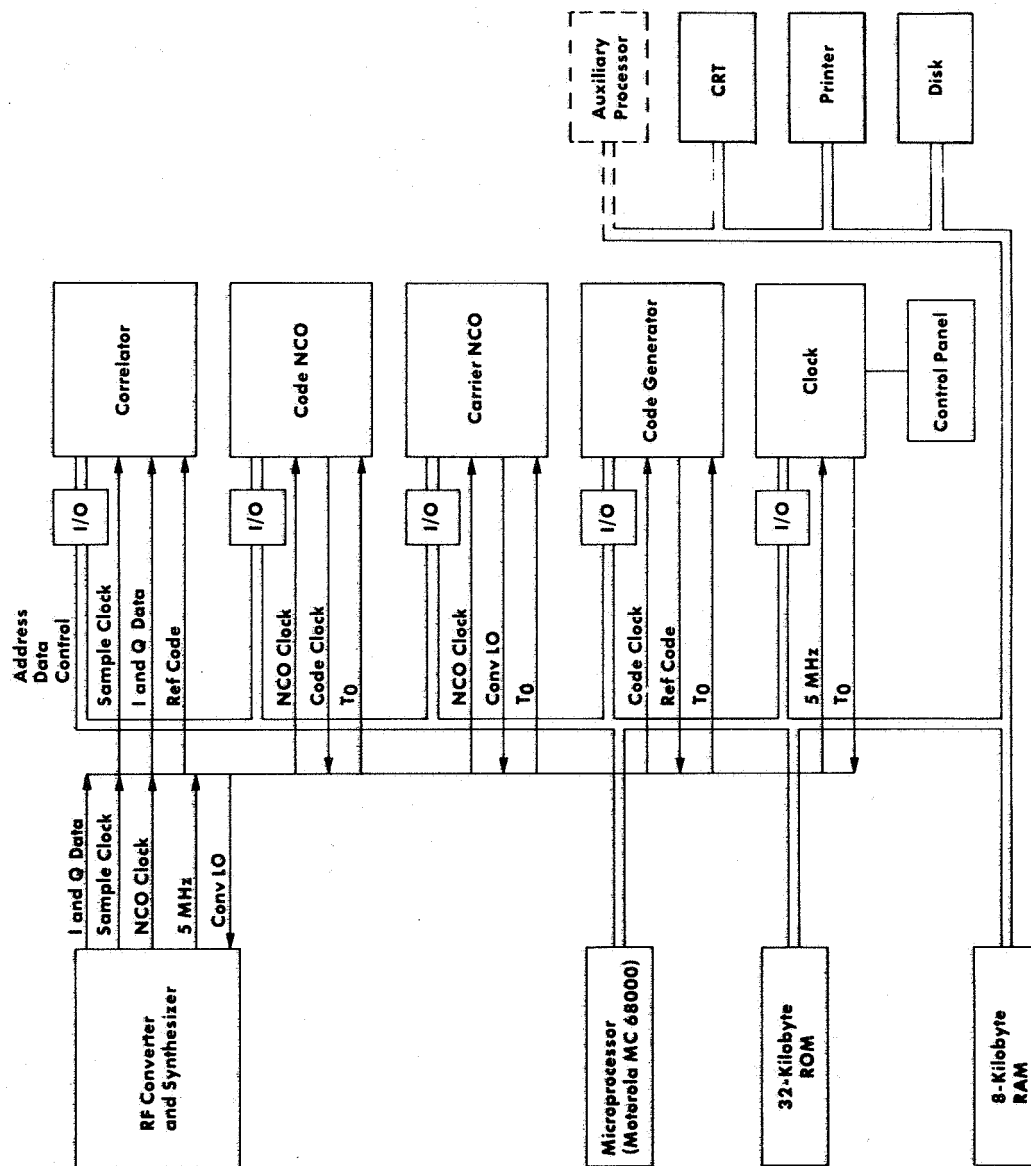 RF Converter
and Synthesizer
I and Q Data
Sample Clock
NCO Clock
5 MHz
Conv LO
Address
Data
Control
Sample Clock
I and Q Data
Ref Code
I/O
Correlator
NCO Clock
Code Clock
T0
I/O
Code NCO
NCO Clock
Conv LO
T0
I/O
Carrier NCO
Code Clock
Ref Code
T0
I/O
Code Generator
5 MHz
T0
I/O
Clock
Control Panel
Microprocessor
(Motorola MC 68000)
32-Kilobyte
ROM
8-Kilobyte
RAM
Auxiliary
Processor
CRT
Printer
Disk